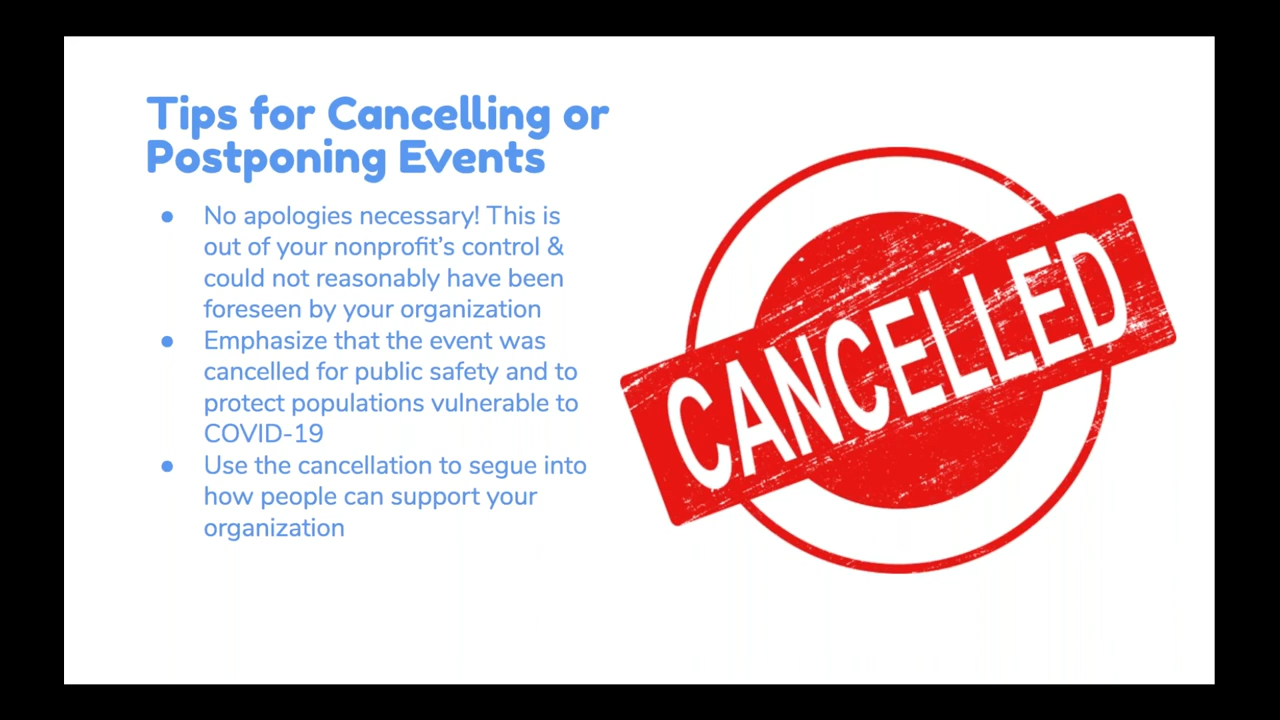 Tips for Cancelling or
Postponing Events
● No apologies necessary! This is
out of your nonprofit's control &
could not reasonably have been
foreseen by your organization
● Emphasize that the event was
cancelled for public safety and to
protect populations vulnerable to
COVID-19
● Use the cancellation to segue into
how people can support your
organization
CANCELLED